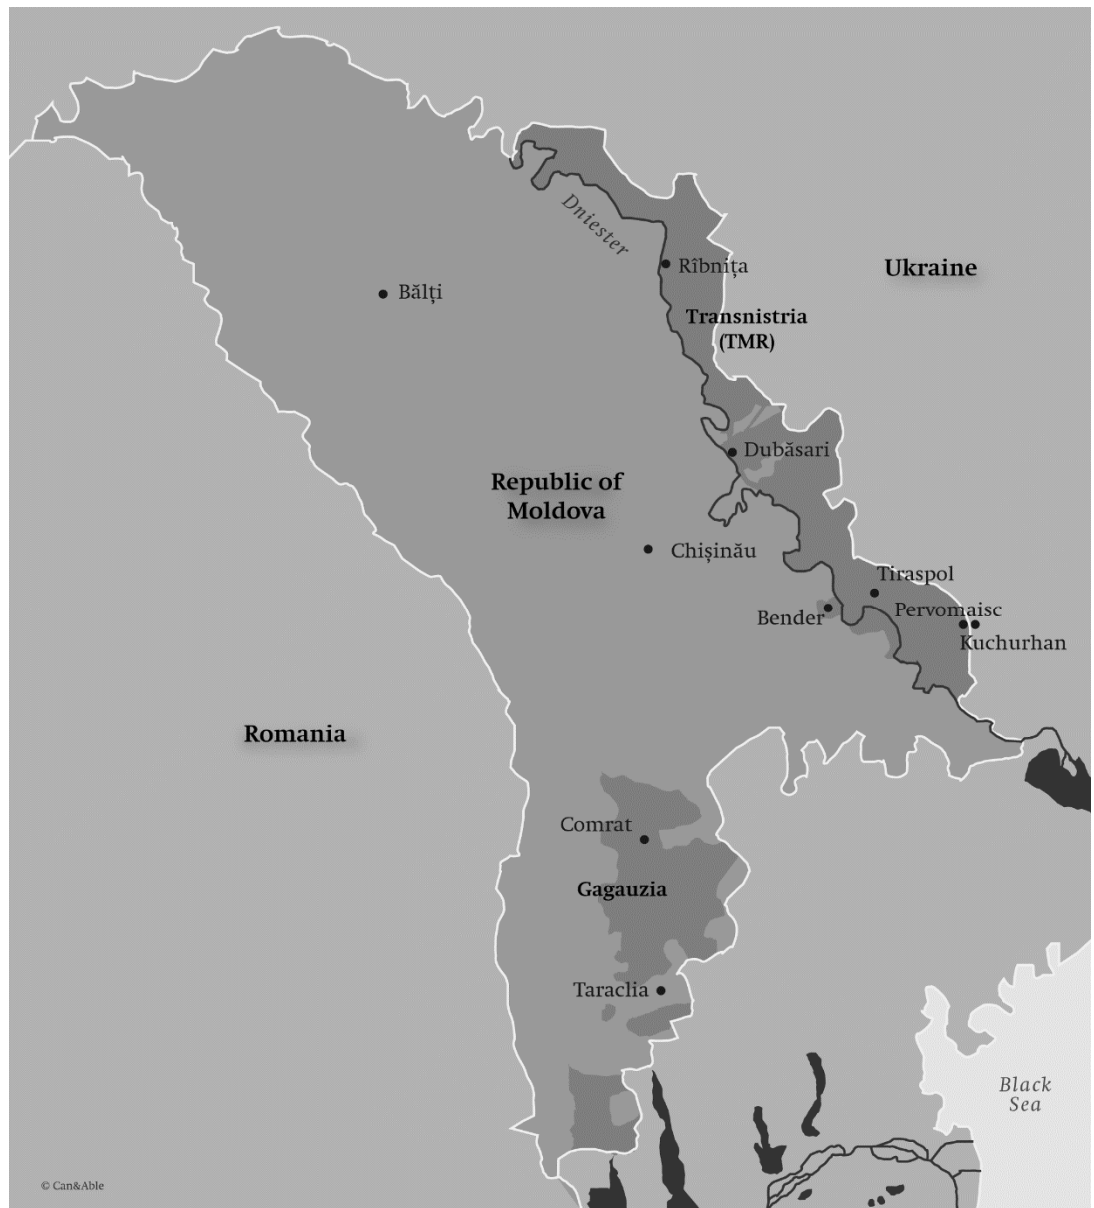 Dniester
Rîbnița
Ukraine
Bălți
Transnistria
(TMR)
Dubăsari
Republic of
Moldova
Chișinău
Tiraspol
Pervomaisc
Bender
Kuchurhan
Romania
Comrat
Gagauzia
Taraclia
Black
Sea
© Can&Able